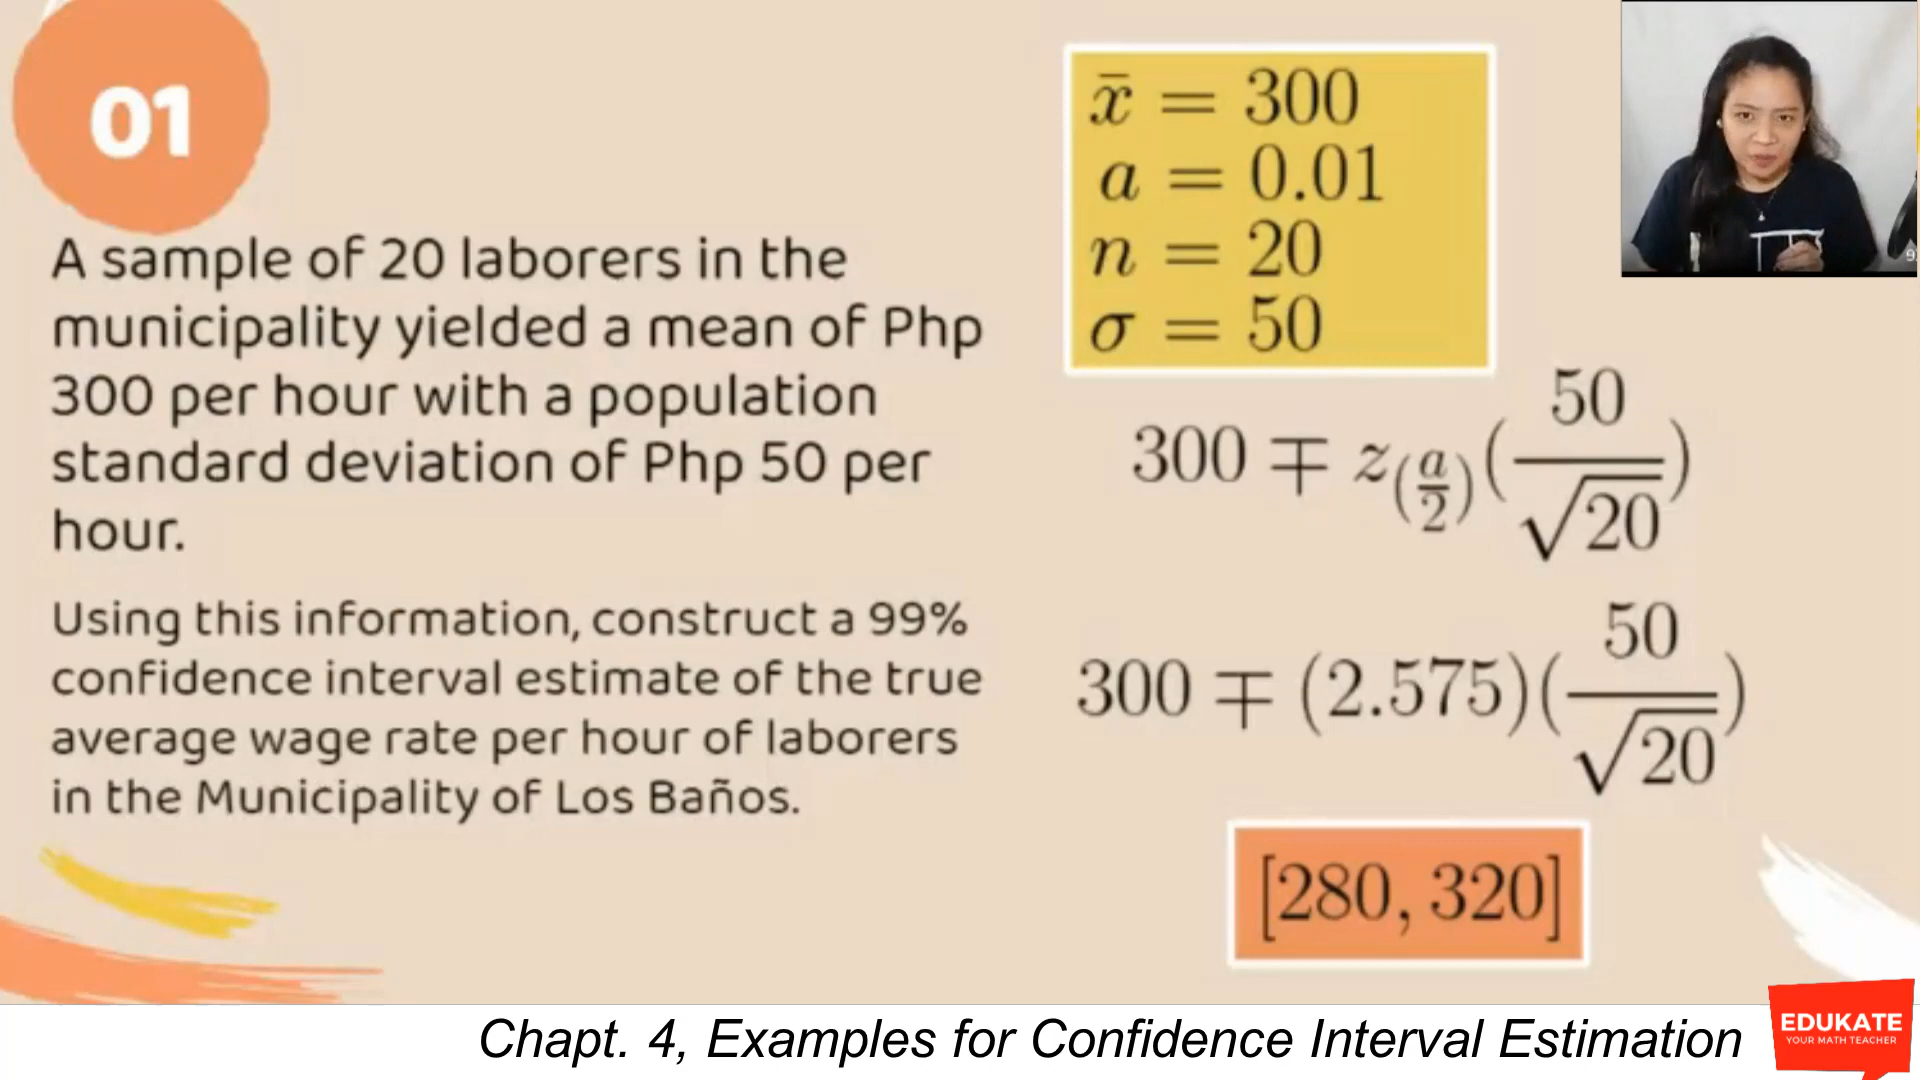 01
A sample of 20 laborers in the
municipality yielded a mean of Php
300 per hour with a population
standard deviation of Php 50 per
hour.
Using this information, construct a 99%
confidence interval estimate of the true
average wage rate per hour of laborers
in the Municipality of Los Baños.
x̄ = 300
a = 0.01
n = 20
σ = 50
300 ∓ z(a/2)(50/√20)
300 ∓ (2.575)(50/√20)
[280, 320]
Chapt. 4, Examples for Confidence Interval Estimation
EDUKATE
YOUR MATH TEACHER